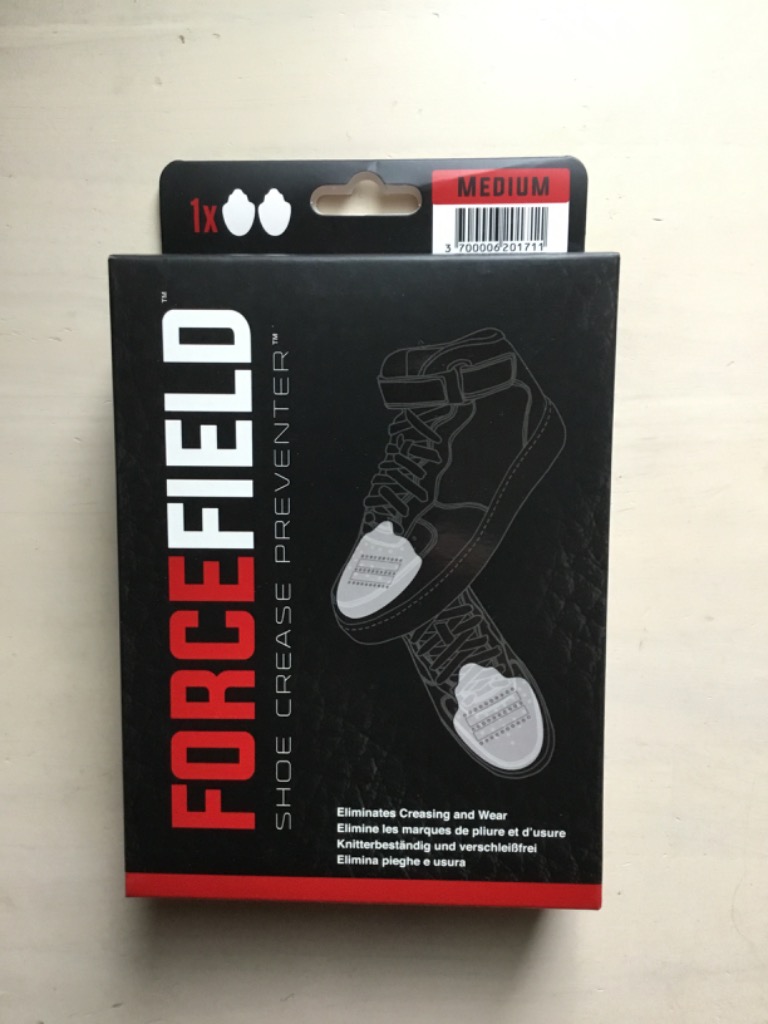 1x
MEDIUM
3 700006 201711
FORCEFIELD™
SHOE CREASE PREVENTER™
Eliminates Creasing and Wear
Elimine les marques de pliure et d'usure
Knitterbeständig und verschleißfrei
Elimina pieghe e usura